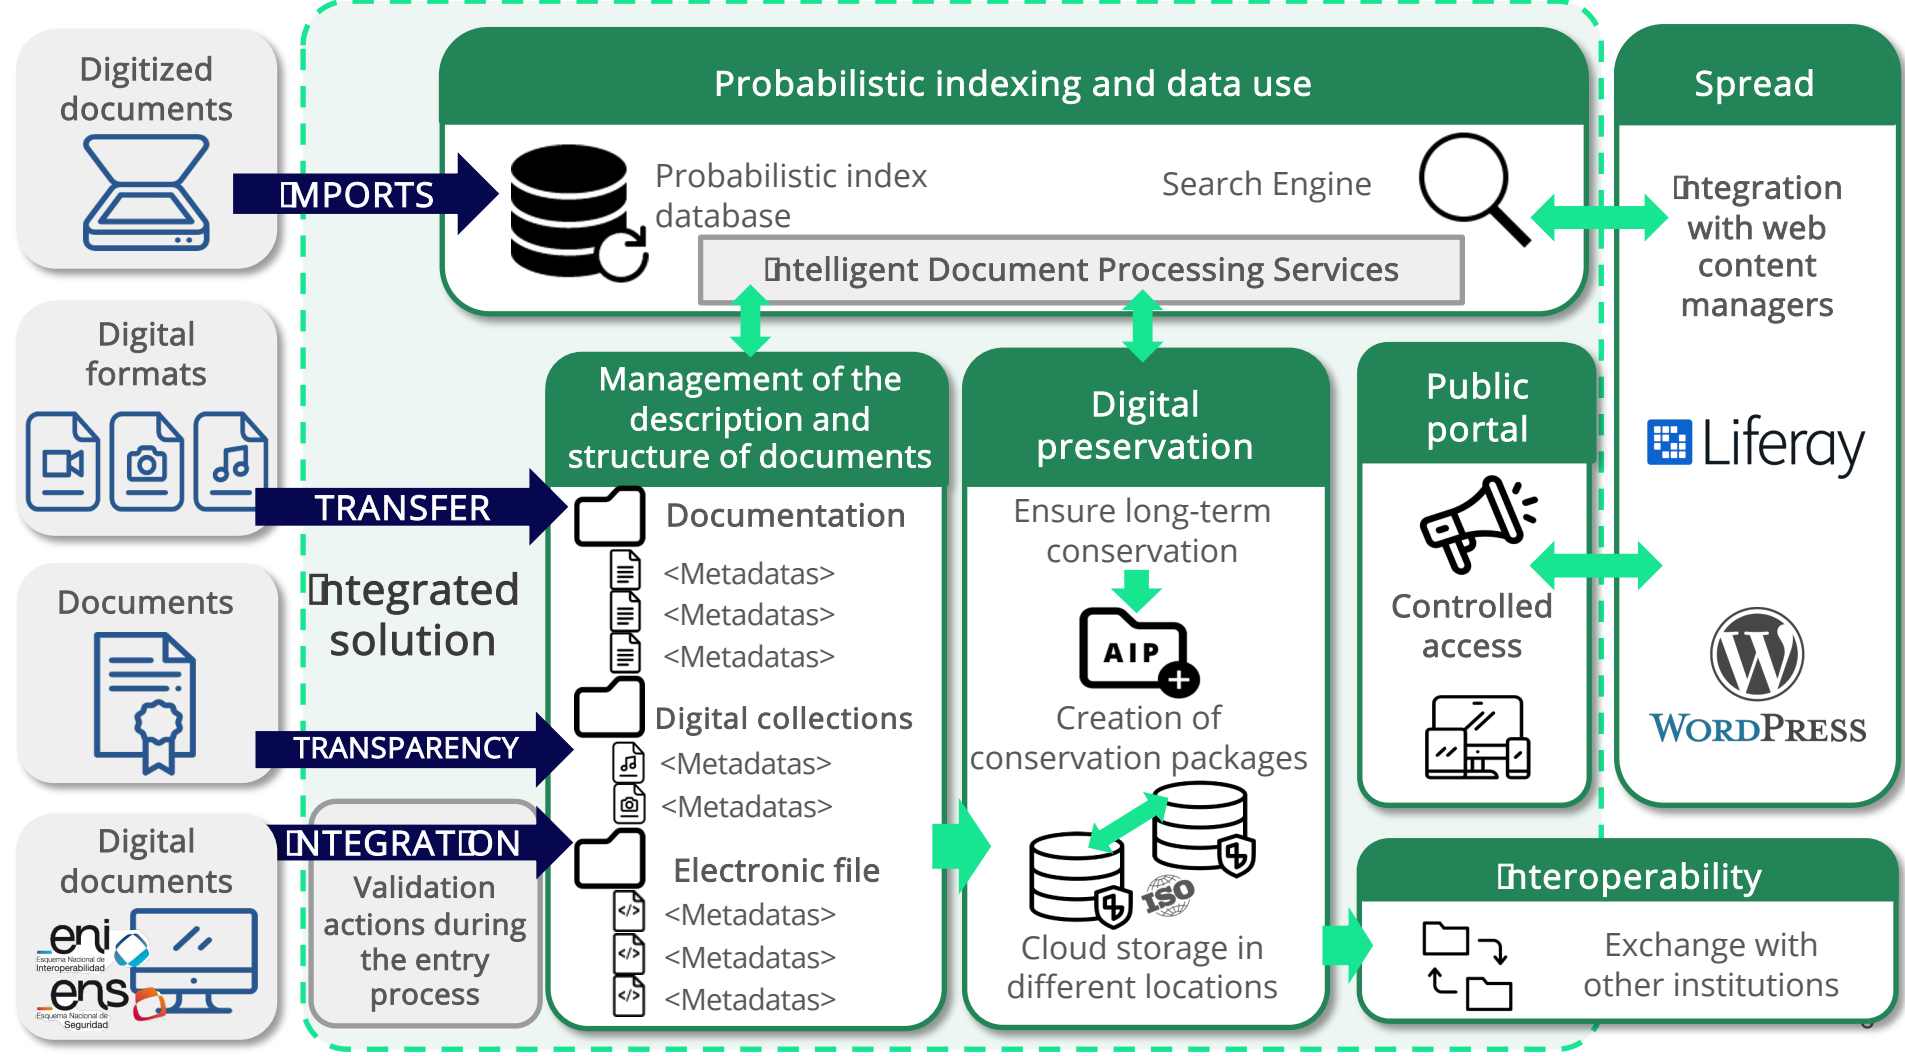 Digitized
documents
Digital
formats
Documents
Digital
documents
eni
Esquema Nacional de
Interoperabilidad
ens
Esquema Nacional de
Seguridad
IMPORTS
TRANSFER
Integrated
solution
TRANSPARENCY
INTEGRATION
Validation
actions during
the entry
process
Probabilistic indexing and data use
Probabilistic index
database
Search Engine
Intelligent Document Processing Services
Management of the
description and
structure of documents
Documentation
<Metadatas>
<Metadatas>
<Metadatas>
Digital collections
<Metadatas>
<Metadatas>
Electronic file
</>
<Metadatas>
</>
<Metadatas>
</>
<Metadatas>
Digital
preservation
Ensure long-term
conservation
AIP
Creation of
conservation packages
ISO
Cloud storage in
different locations
Public
portal
Controlled
access
Spread
Integration
with web
content
managers
Liferay
W
WORDPRESS
Interoperability
Exchange with
other institutions